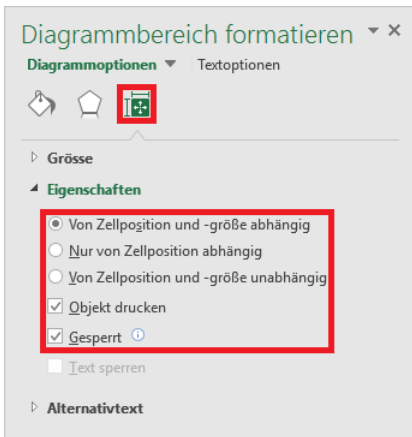 Diagrammbereich formatieren
Diagrammoptionen Textoptionen
Grösse
Eigenschaften
Von Zellposition und -größe abhängig
Nur von Zellposition abhängig
Von Zellposition und -größe unabhängig
Objekt drucken
Gesperrt
Text sperren
Alternativtext